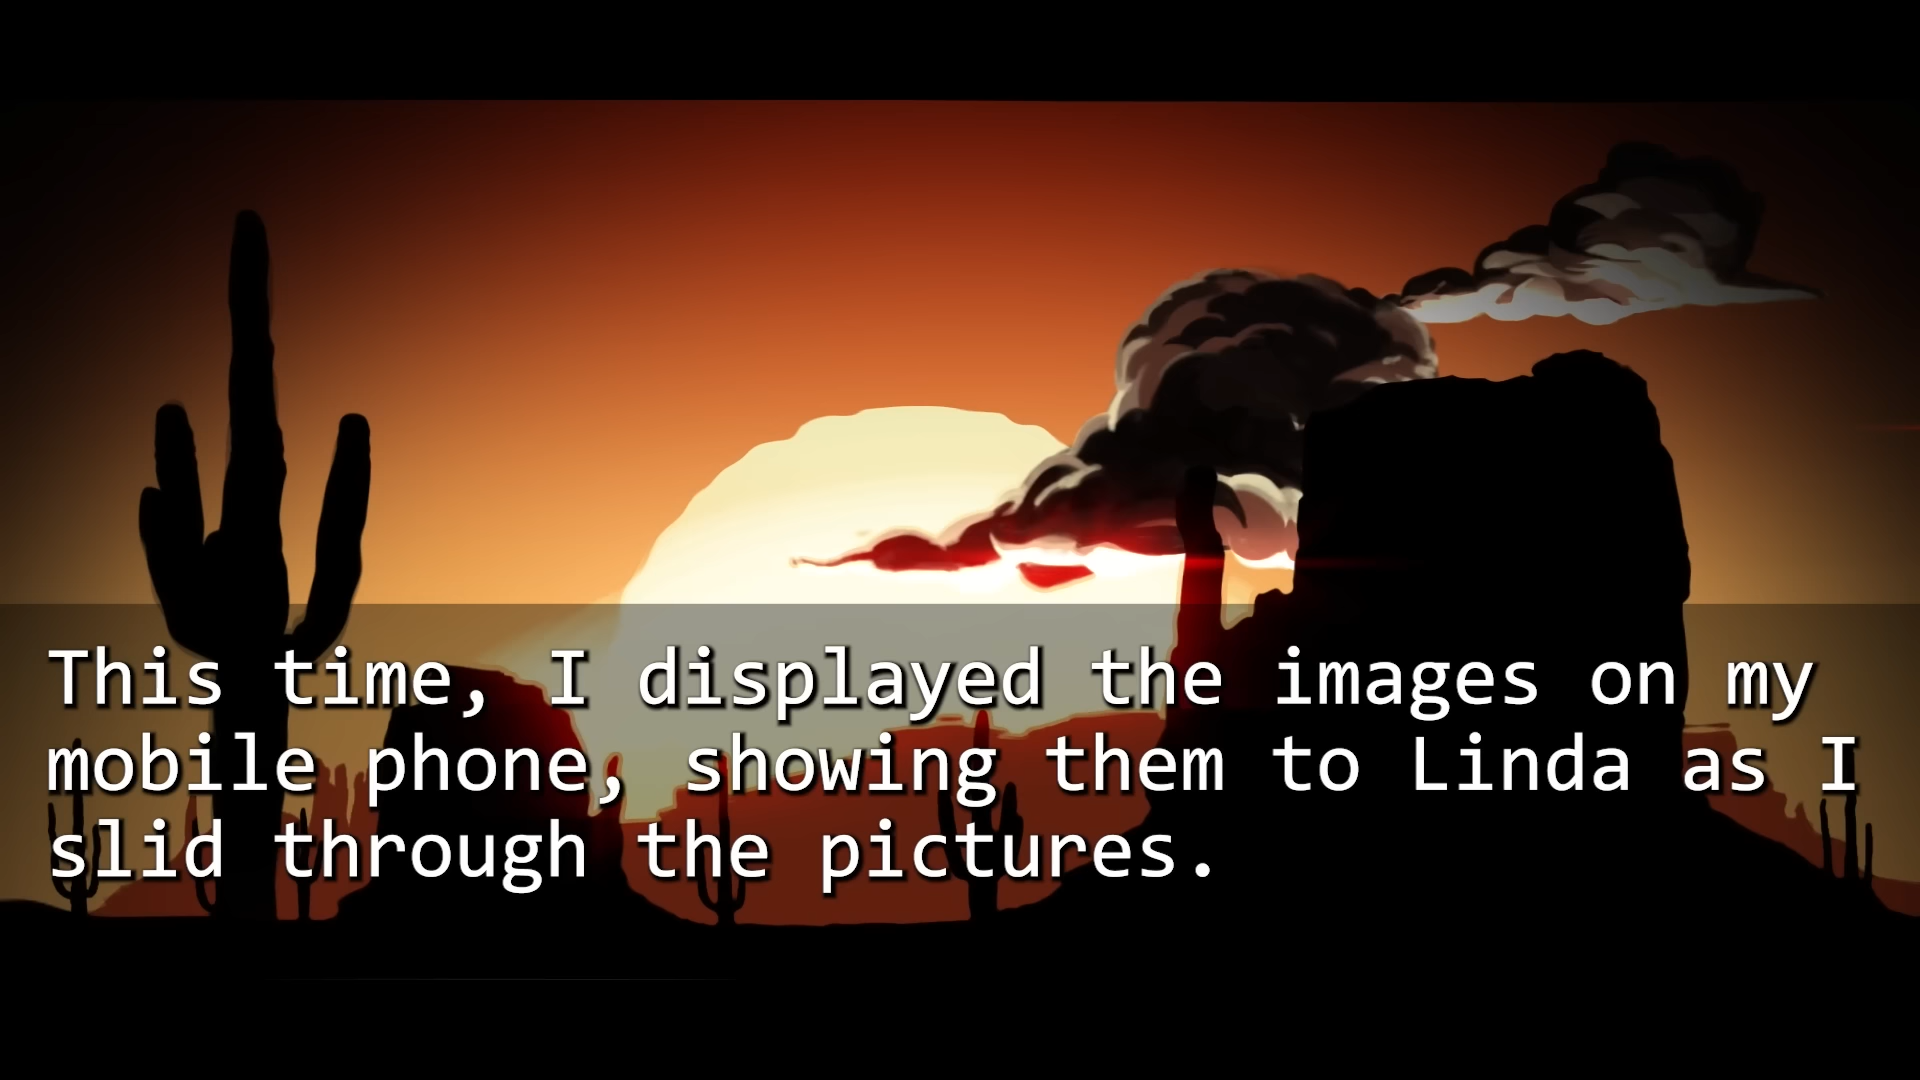 This time, I displayed the images on my
mobile phone, showing them to Linda as I
slid through the pictures.